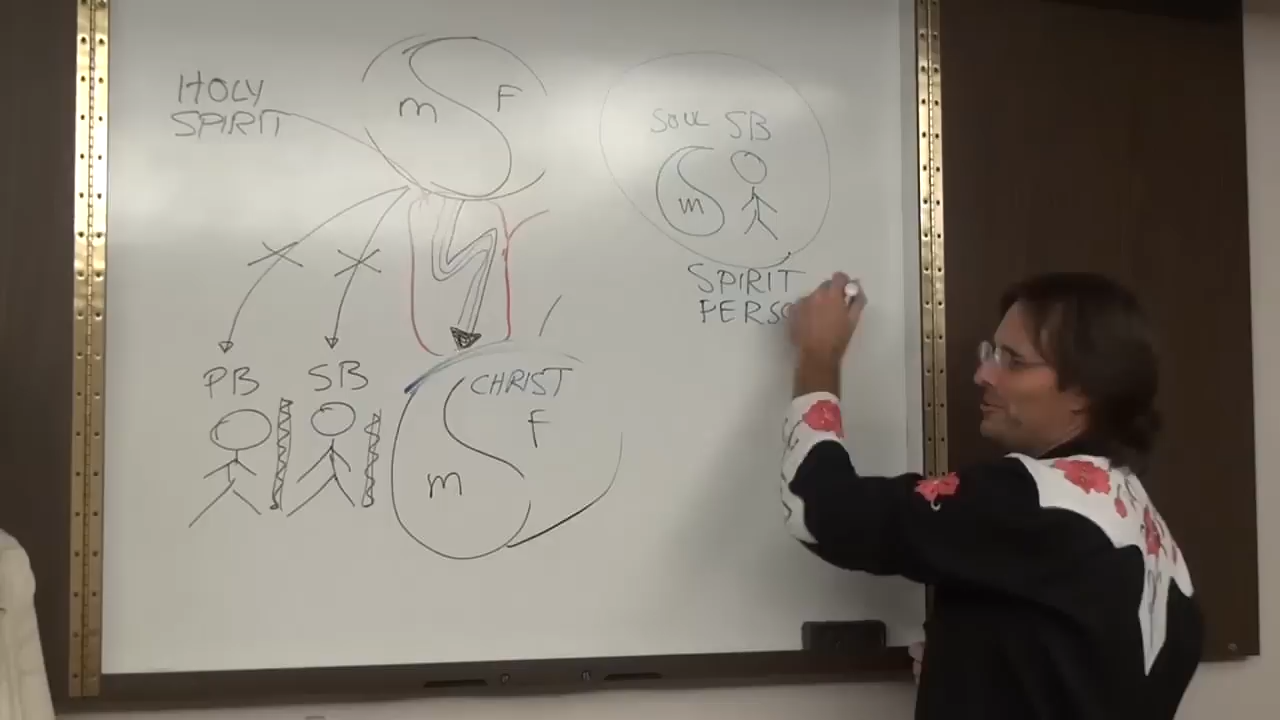 HOLY
SPIRIT
m F
SOUL SB
m
SPIRIT
PERSO
PB SB
CHRIST
F
m